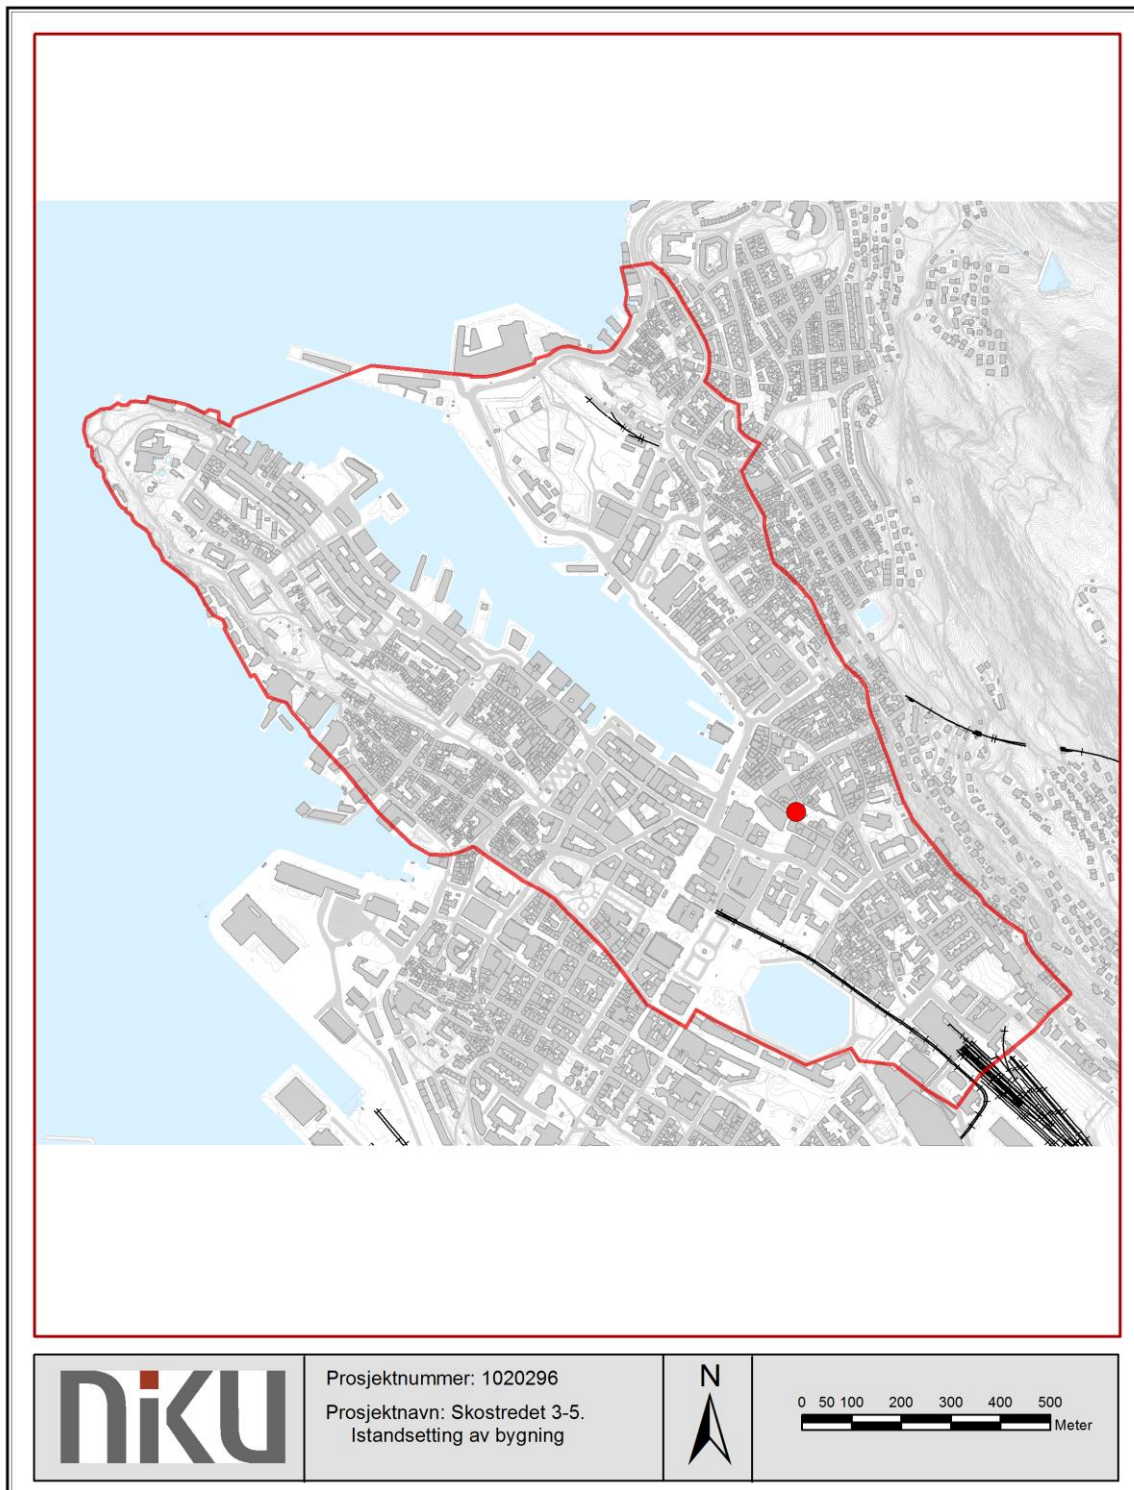 NIKU
Prosjektnummer: 1020296
Prosjektnavn: Skostredet 3-5.
Istandsetting av bygning
N
0 50 100 200 300 400 500
Meter